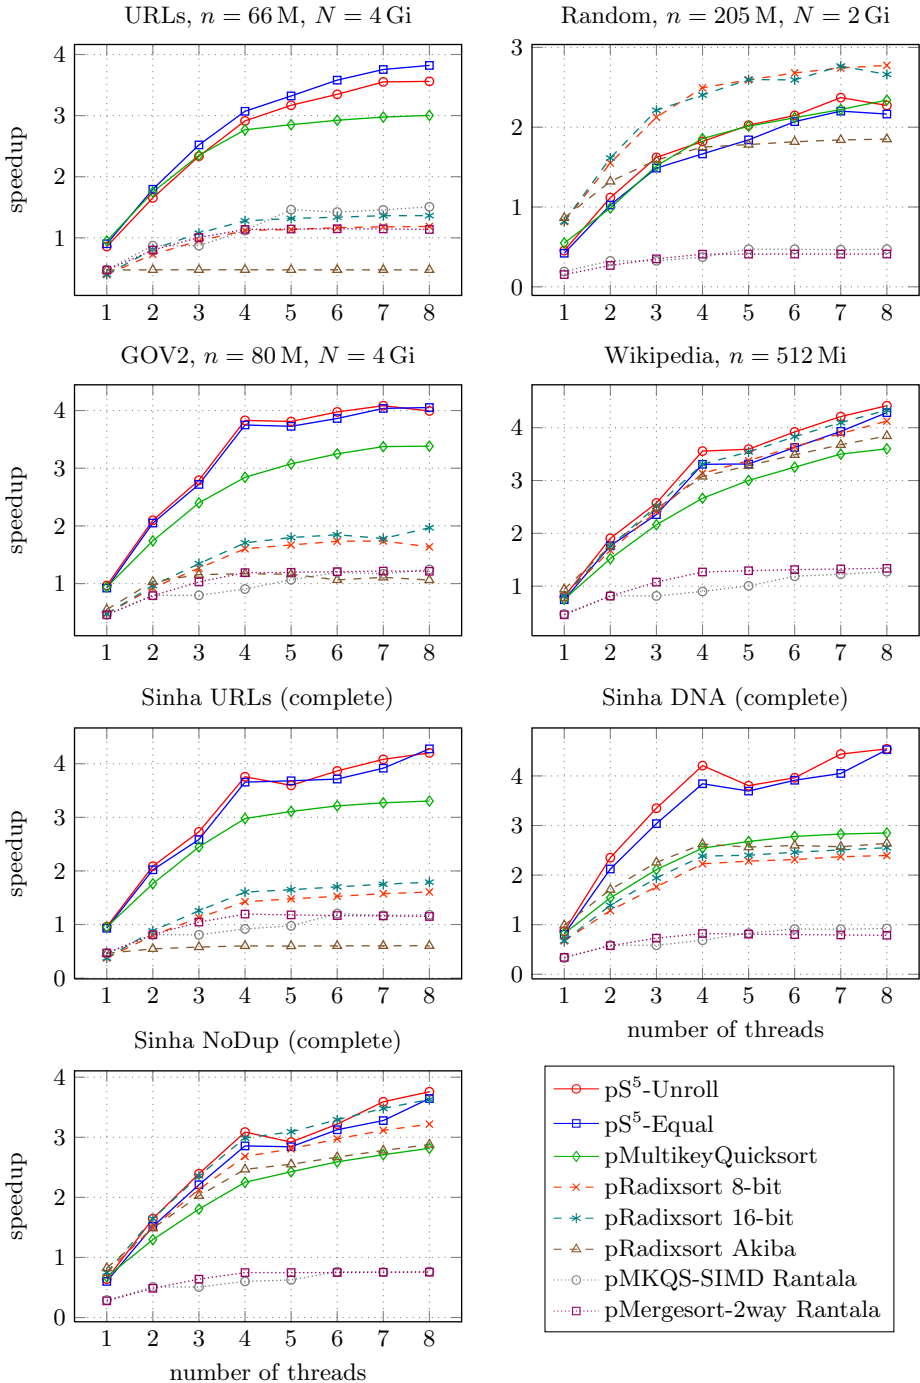 URLs, n = 66 M, N = 4 Gi
Random, n = 205 M, N = 2 Gi
speedup
4
3
2
1
1 2 3 4 5 6 7 8
3
2
1
0
1 2 3 4 5 6 7 8
GOV2, n = 80 M, N = 4 Gi
Wikipedia, n = 512 Mi
speedup
4
3
2
1
1 2 3 4 5 6 7 8
4
3
2
1
1 2 3 4 5 6 7 8
Sinha URLs (complete)
Sinha DNA (complete)
speedup
4
3
2
1
0
1 2 3 4 5 6 7 8
4
3
2
1
0
1 2 3 4 5 6 7 8
number of threads
Sinha NoDup (complete)
speedup
4
3
2
1
0
1 2 3 4 5 6 7 8
number of threads
pS⁵-Unroll
pS⁵-Equal
pMultikeyQuicksort
pRadixsort 8-bit
pRadixsort 16-bit
pRadixsort Akiba
pMKQS-SIMD Rantala
pMergesort-2way Rantala